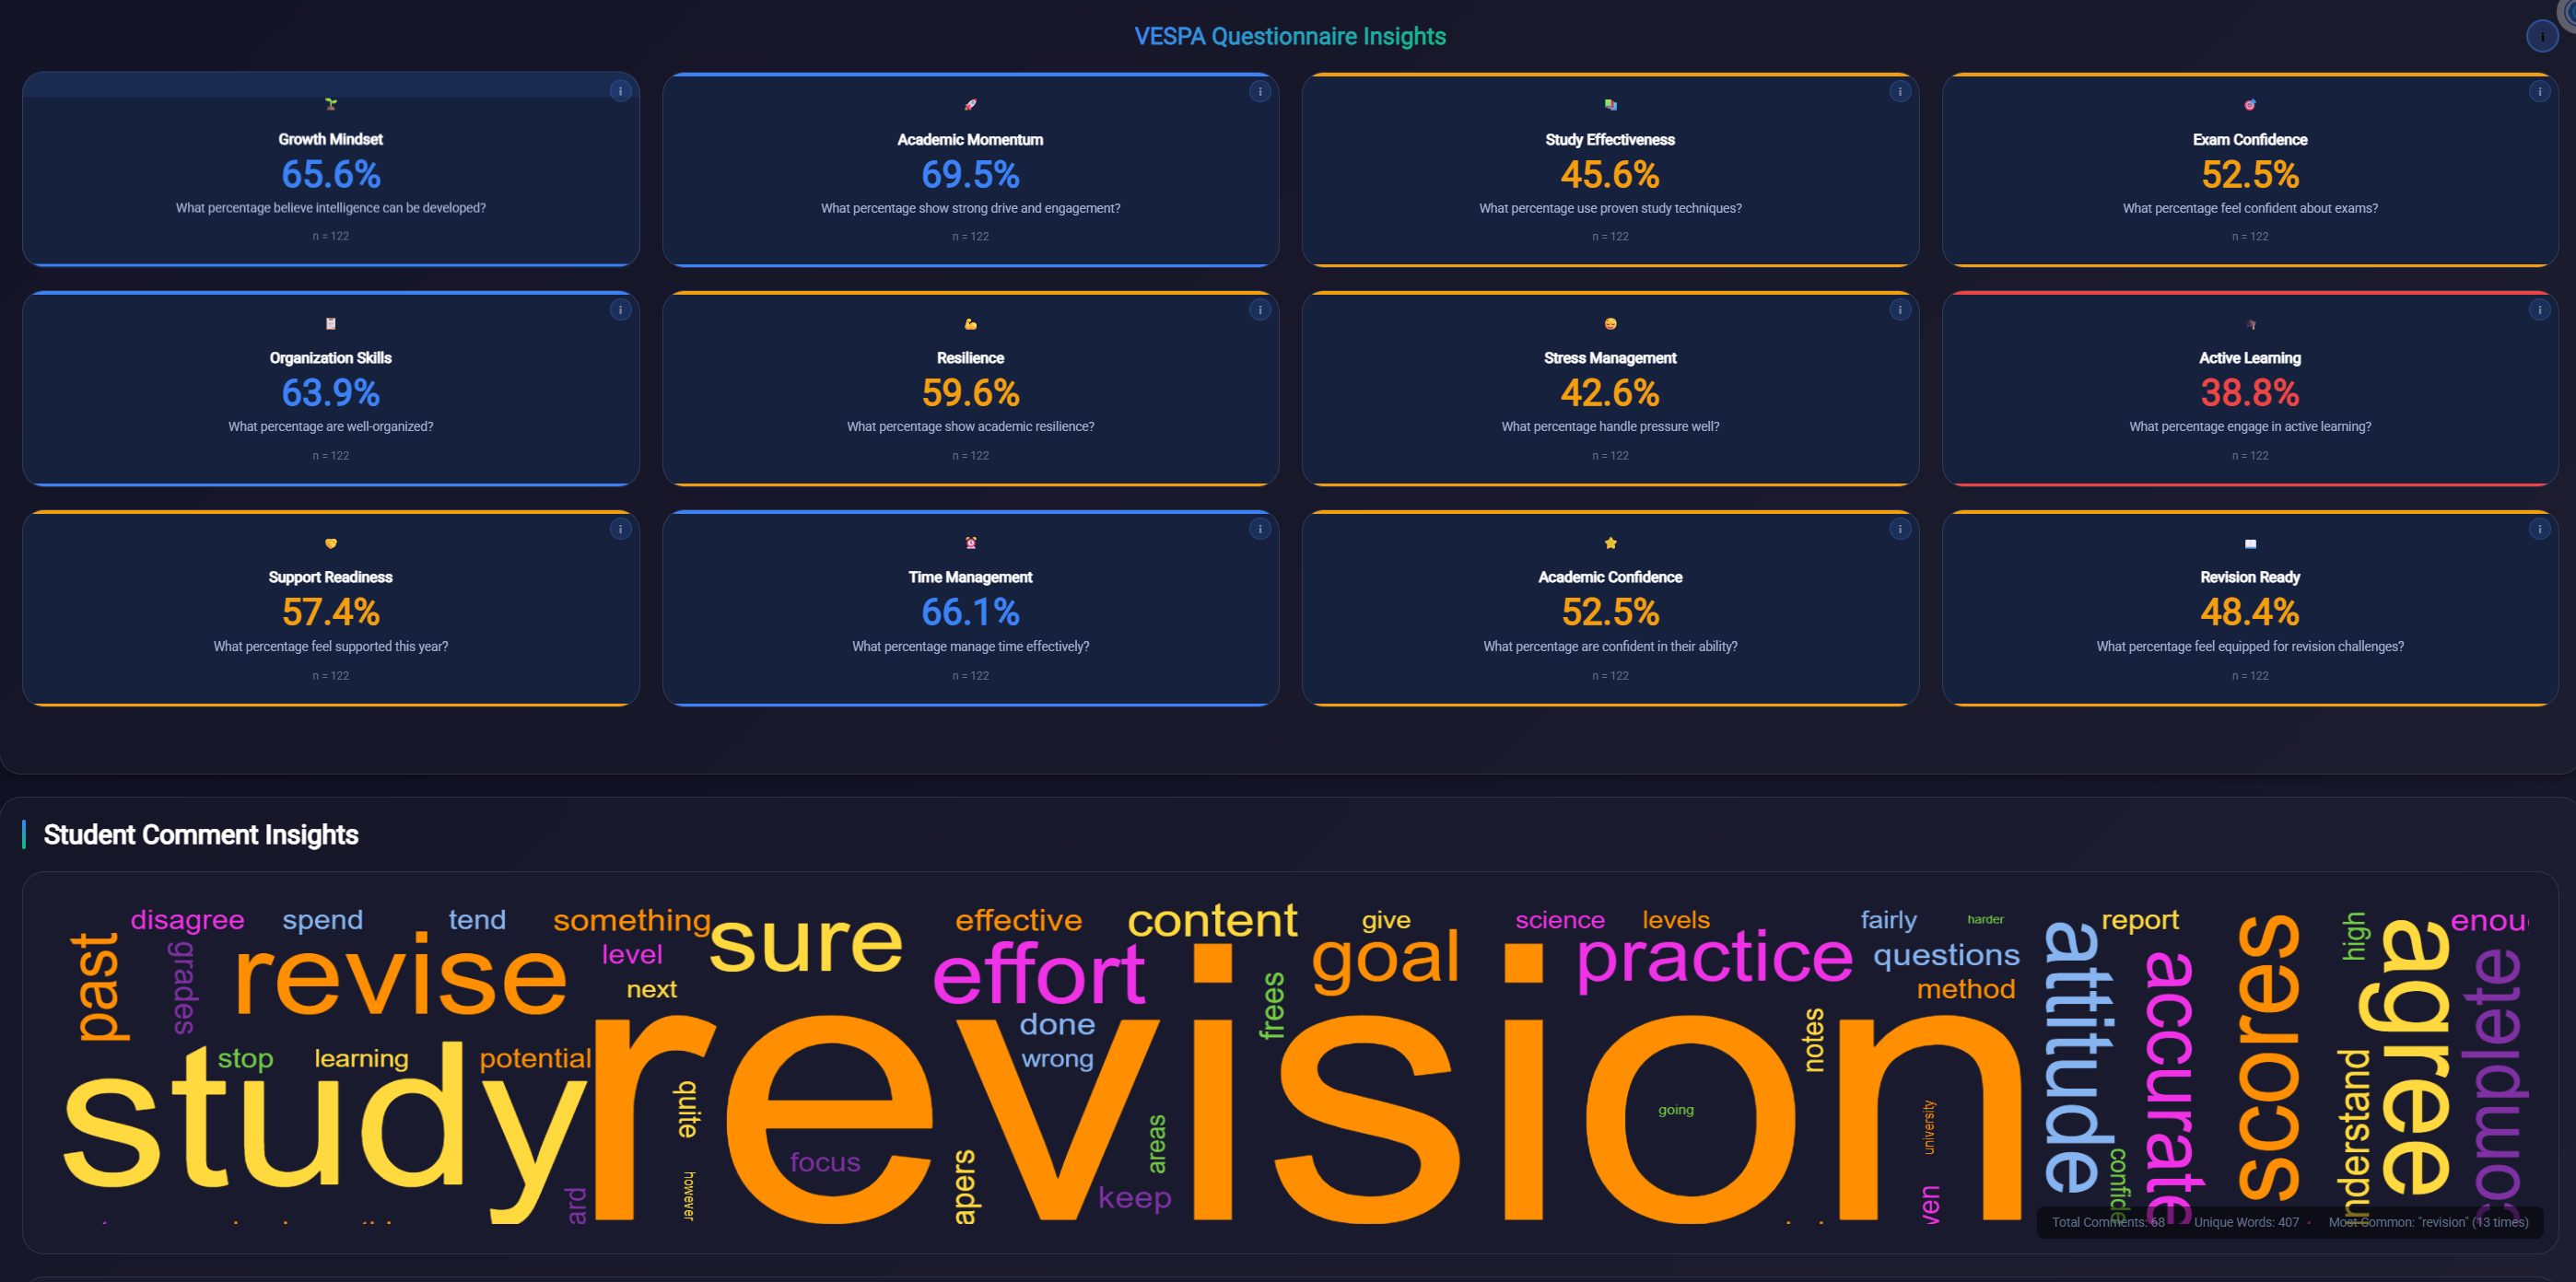 VESPA Questionnaire Insights
Growth Mindset
65.6%
What percentage believe intelligence can be developed?
n = 122
Academic Momentum
69.5%
What percentage show strong drive and engagement?
n = 122
Study Effectiveness
45.6%
What percentage use proven study techniques?
n = 122
Exam Confidence
52.5%
What percentage feel confident about exams?
n = 122
Organization Skills
63.9%
What percentage are well-organized?
n = 122
Resilience
59.6%
What percentage show academic resilience?
n = 122
Stress Management
42.6%
What percentage handle pressure well?
n = 122
Active Learning
38.8%
What percentage engage in active learning?
n = 122
Support Readiness
57.4%
What percentage feel supported this year?
n = 122
Time Management
66.1%
What percentage manage time effectively?
n = 122
Academic Confidence
52.5%
What percentage are confident in their ability?
n = 122
Revision Ready
48.4%
What percentage feel equipped for revision challenges?
n = 122
Student Comment Insights
past
disagree
spend
tend
something
sure
effective
content
give
science
levels
fairly
harder
report
high
enou
grades
revise
level
next
effort
goal
practice
questions
method
attitude
accurate
scores
agree
complete
done
wrong
frees
notes
stop
learning
potential
study
revision
quite
however
focus
areas
keep
apers
going
university
ven
confide
nderstand
ard
Total Comments: 68
Unique Words: 407
Most Common: "revision" (13 times)